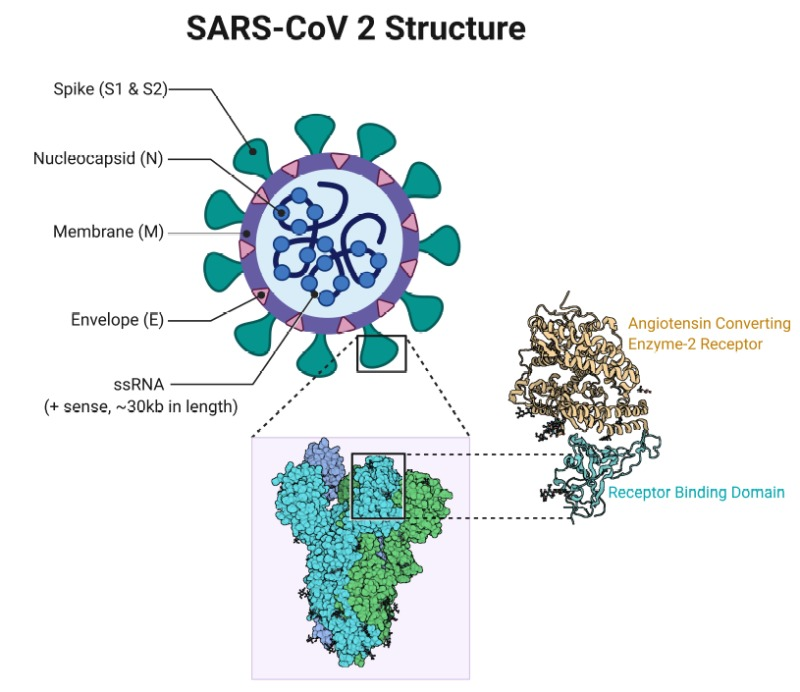 SARS-CoV 2 Structure
Spike (S1 & S2)
Nucleocapsid (N)
Membrane (M)
Envelope (E)
ssRNA
(+ sense, ~30kb in length)
Angiotensin Converting
Enzyme-2 Receptor
Receptor Binding Domain